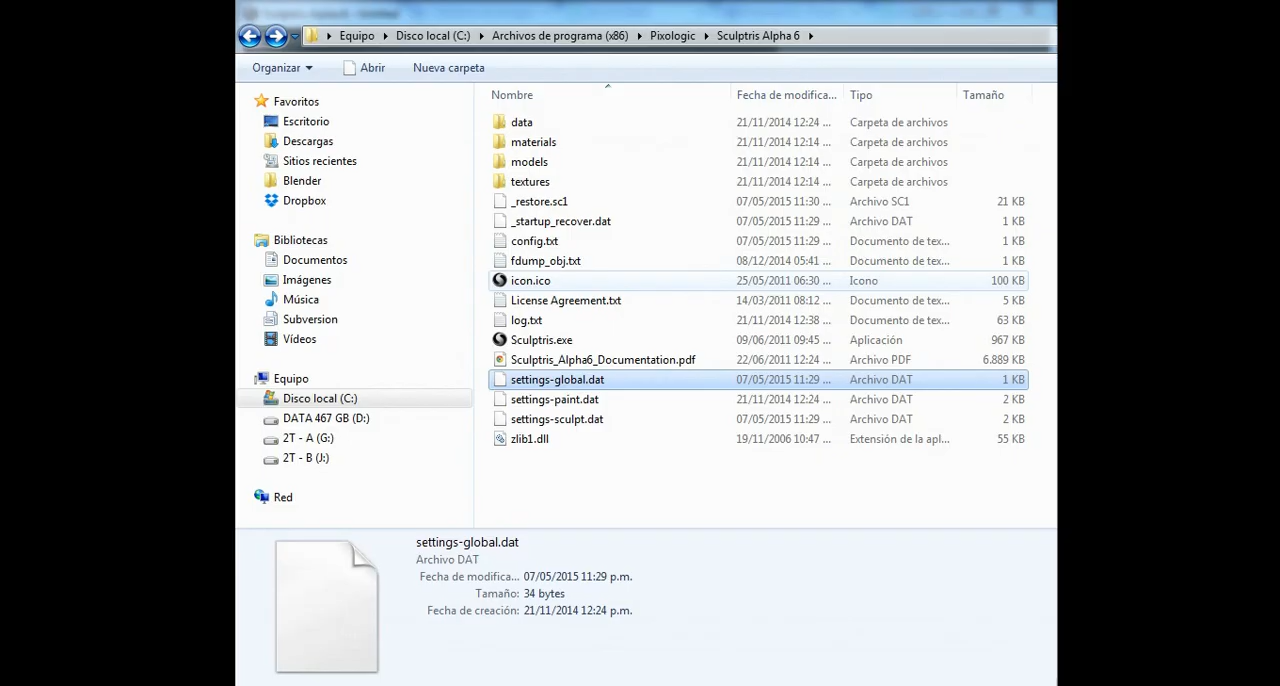 Equipo Disco local (C:) Archivos de programa (x86) Pixologic Sculptris Alpha 6
Organizar Abrir Nueva carpeta
Nombre Fecha de modifica... Tipo Tamaño
Favoritos
Escritorio
Descargas
Sitios recientes
Blender
Dropbox
Bibliotecas
Documentos
Imágenes
Música
Subversion
Vídeos
Equipo
Disco local (C:)
DATA 467 GB (D:)
2T - A (G:)
2T - B (J:)
Red
data 21/11/2014 12:24 ... Carpeta de archivos
materials 21/11/2014 12:14 ... Carpeta de archivos
models 21/11/2014 12:14 ... Carpeta de archivos
textures 21/11/2014 12:14 ... Carpeta de archivos
_restore.sc1 07/05/2015 11:30 ... Archivo SC1 21 KB
_startup_recover.dat 07/05/2015 11:29 ... Archivo DAT 1 KB
config.txt 07/05/2015 11:29 ... Documento de tex... 1 KB
fdump_obj.txt 08/12/2014 05:41 ... Documento de tex... 1 KB
icon.ico 25/05/2011 06:30 ... Icono 100 KB
License Agreement.txt 14/03/2011 08:12 ... Documento de tex... 5 KB
log.txt 21/11/2014 12:38 ... Documento de tex... 63 KB
Sculptris.exe 09/06/2011 09:45 ... Aplicación 967 KB
Sculptris_Alpha6_Documentation.pdf 22/06/2011 12:24 ... Archivo PDF 6.889 KB
settings-global.dat 07/05/2015 11:29 ... Archivo DAT 1 KB
settings-paint.dat 21/11/2014 12:24 ... Archivo DAT 2 KB
settings-sculpt.dat 07/05/2015 11:29 ... Archivo DAT 2 KB
zlib1.dll 19/11/2006 10:47 ... Extensión de la apl... 55 KB
settings-global.dat
Archivo DAT
Fecha de modifica... 07/05/2015 11:29 p.m.
Tamaño: 34 bytes
Fecha de creación: 21/11/2014 12:24 p.m.